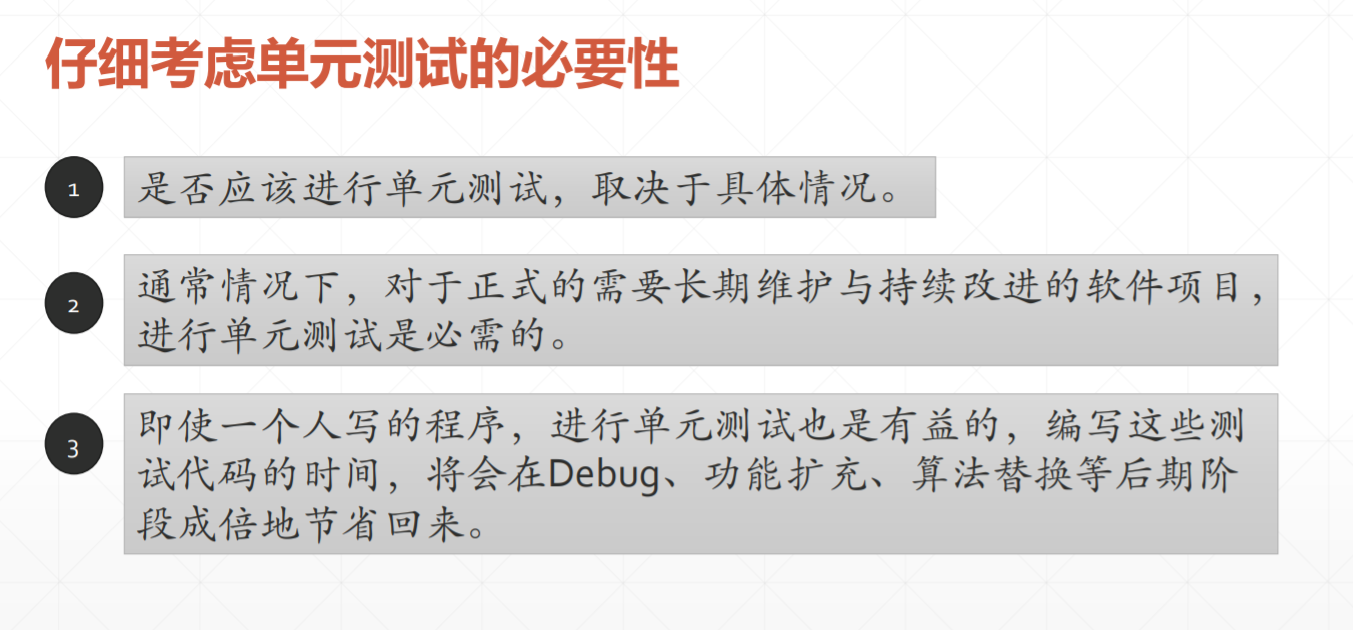 仔细考虑单元测试的必要性
1 是否应该进行单元测试，取决于具体情况。
2 通常情况下，对于正式的需要长期维护与持续改进的软件项目，
进行单元测试是必需的。
3 即使一个人写的程序，进行单元测试也是有益的，编写这些测
试代码的时间，将会在Debug、功能扩充、算法替换等后期阶
段成倍地节省回来。